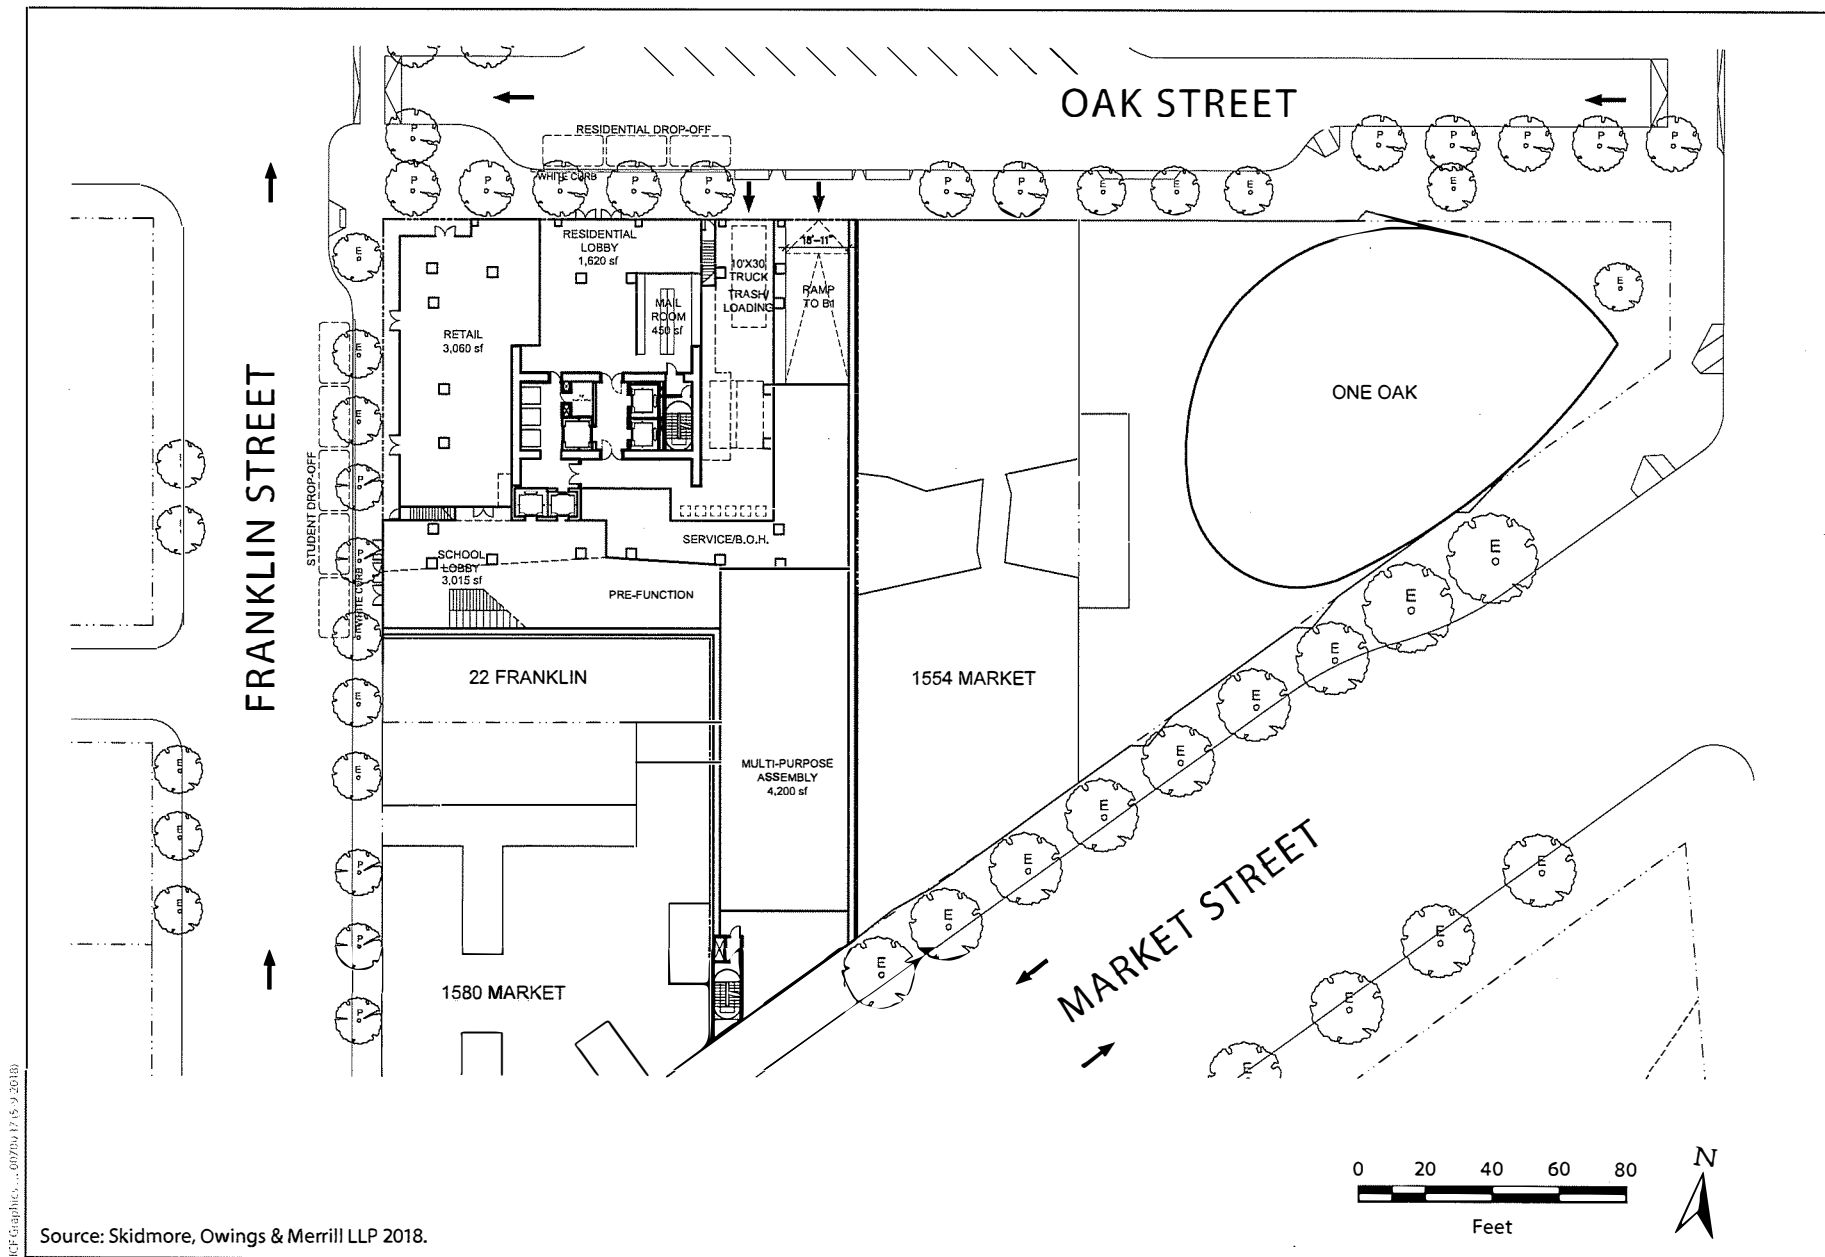 OAK STREET
RESIDENTIAL DROP-OFF
P
P
P
P
P
P
P
P
WHITE CURB
P
P
P
P
P
E
E
E
E
RESIDENTIAL
LOBBY
1,620 sf
18'-11"
E
10'X30'
TRUCK
TRASH/
LOADING
RAMP
TO B1
E
MAIL
ROOM
450 sf
RETAIL
3,060 sf
E
ONE OAK
E
FRANKLIN STREET
STUDENT DROP-OFF
E
E
P
P
WHITE CURB
E
SERVICE/B.O.H.
SCHOOL
LOBBY
3,015 sf
PRE-FUNCTION
E
E
E
E
E
E
E
E
E
22 FRANKLIN
1554 MARKET
E
E
MULTI-PURPOSE
ASSEMBLY
4,200 sf
E
E
E
P
P
P
1580 MARKET
MARKET STREET
E
E
E
E
N
0 20 40 60 80
Feet
Source: Skidmore, Owings & Merrill LLP 2018.